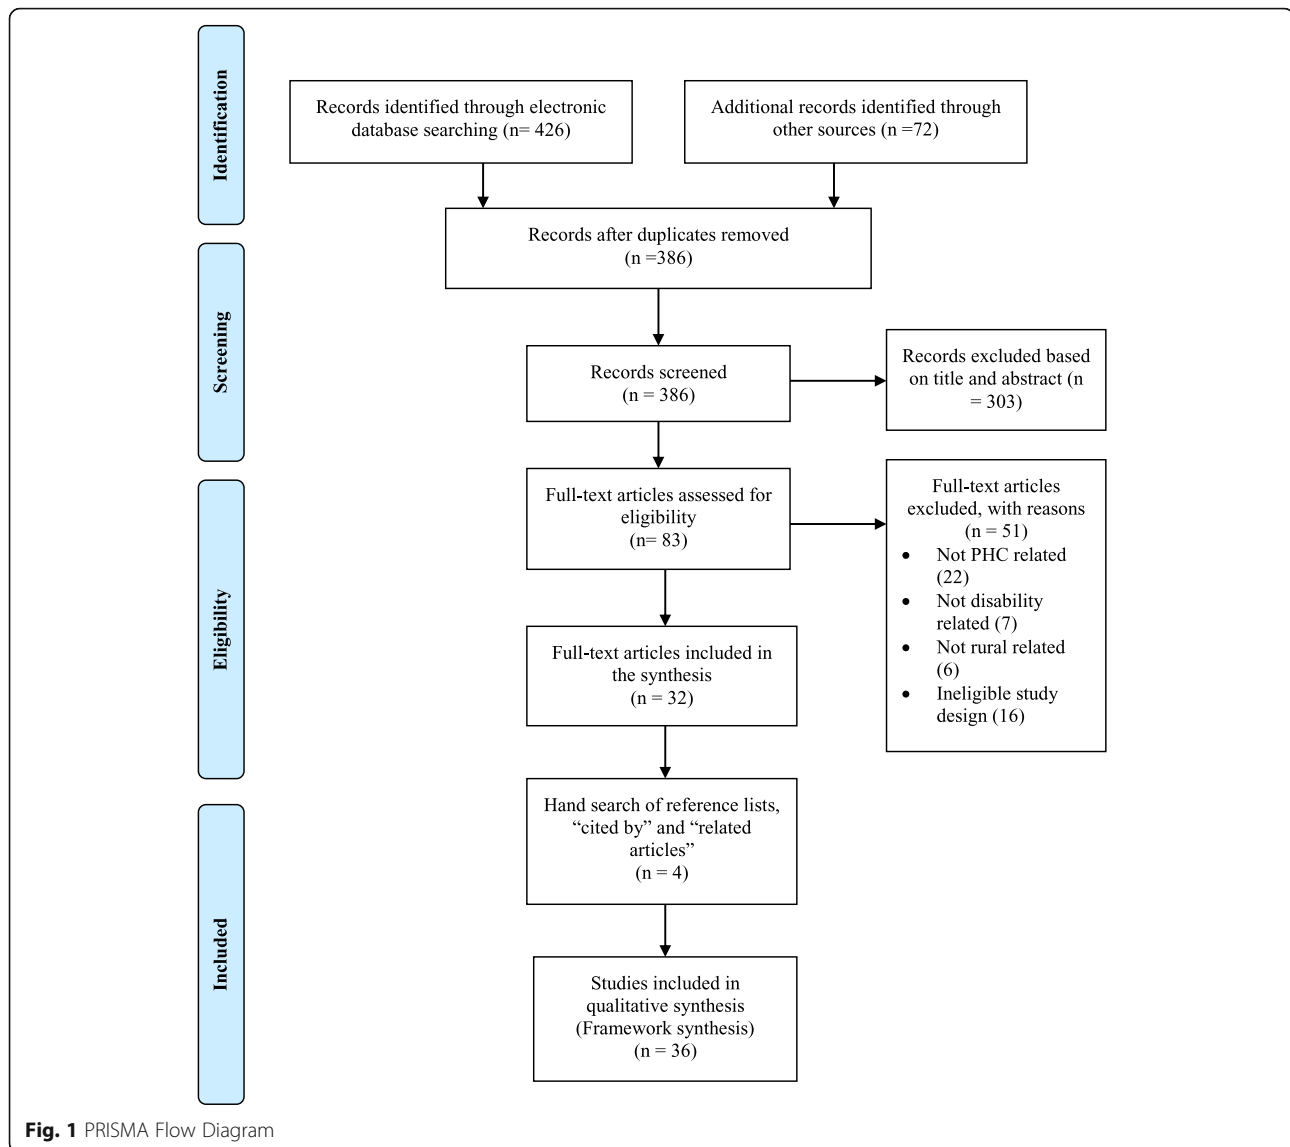 Identification
Records identified through electronic
database searching (n= 426)
Additional records identified through
other sources (n =72)
Records after duplicates removed
(n =386)
Screening
Records screened
(n = 386)
Records excluded based
on title and abstract (n
= 303)
Eligibility
Full-text articles assessed for
eligibility
(n= 83)
Full-text articles
excluded, with reasons
(n = 51)
• Not PHC related
(22)
• Not disability
related (7)
• Not rural related
(6)
• Ineligible study
design (16)
Full-text articles included in
the synthesis
(n = 32)
Included
Hand search of reference lists,
“cited by” and “related
articles”
(n = 4)
Studies included in
qualitative synthesis
(Framework synthesis)
(n = 36)
Fig. 1 PRISMA Flow Diagram